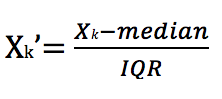 Xₖ’= Xₖ−median / IQR